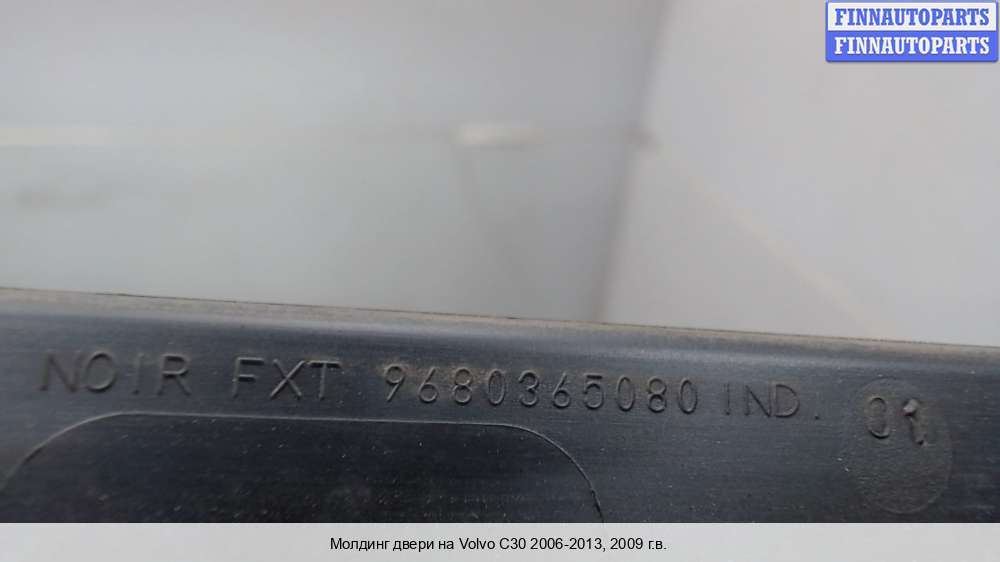 FINNAUTOPARTS
FINNAUTOPARTS
NOIR FXT 9680365080 IND. 01
Молдинг двери на Volvo C30 2006-2013, 2009 г.в.